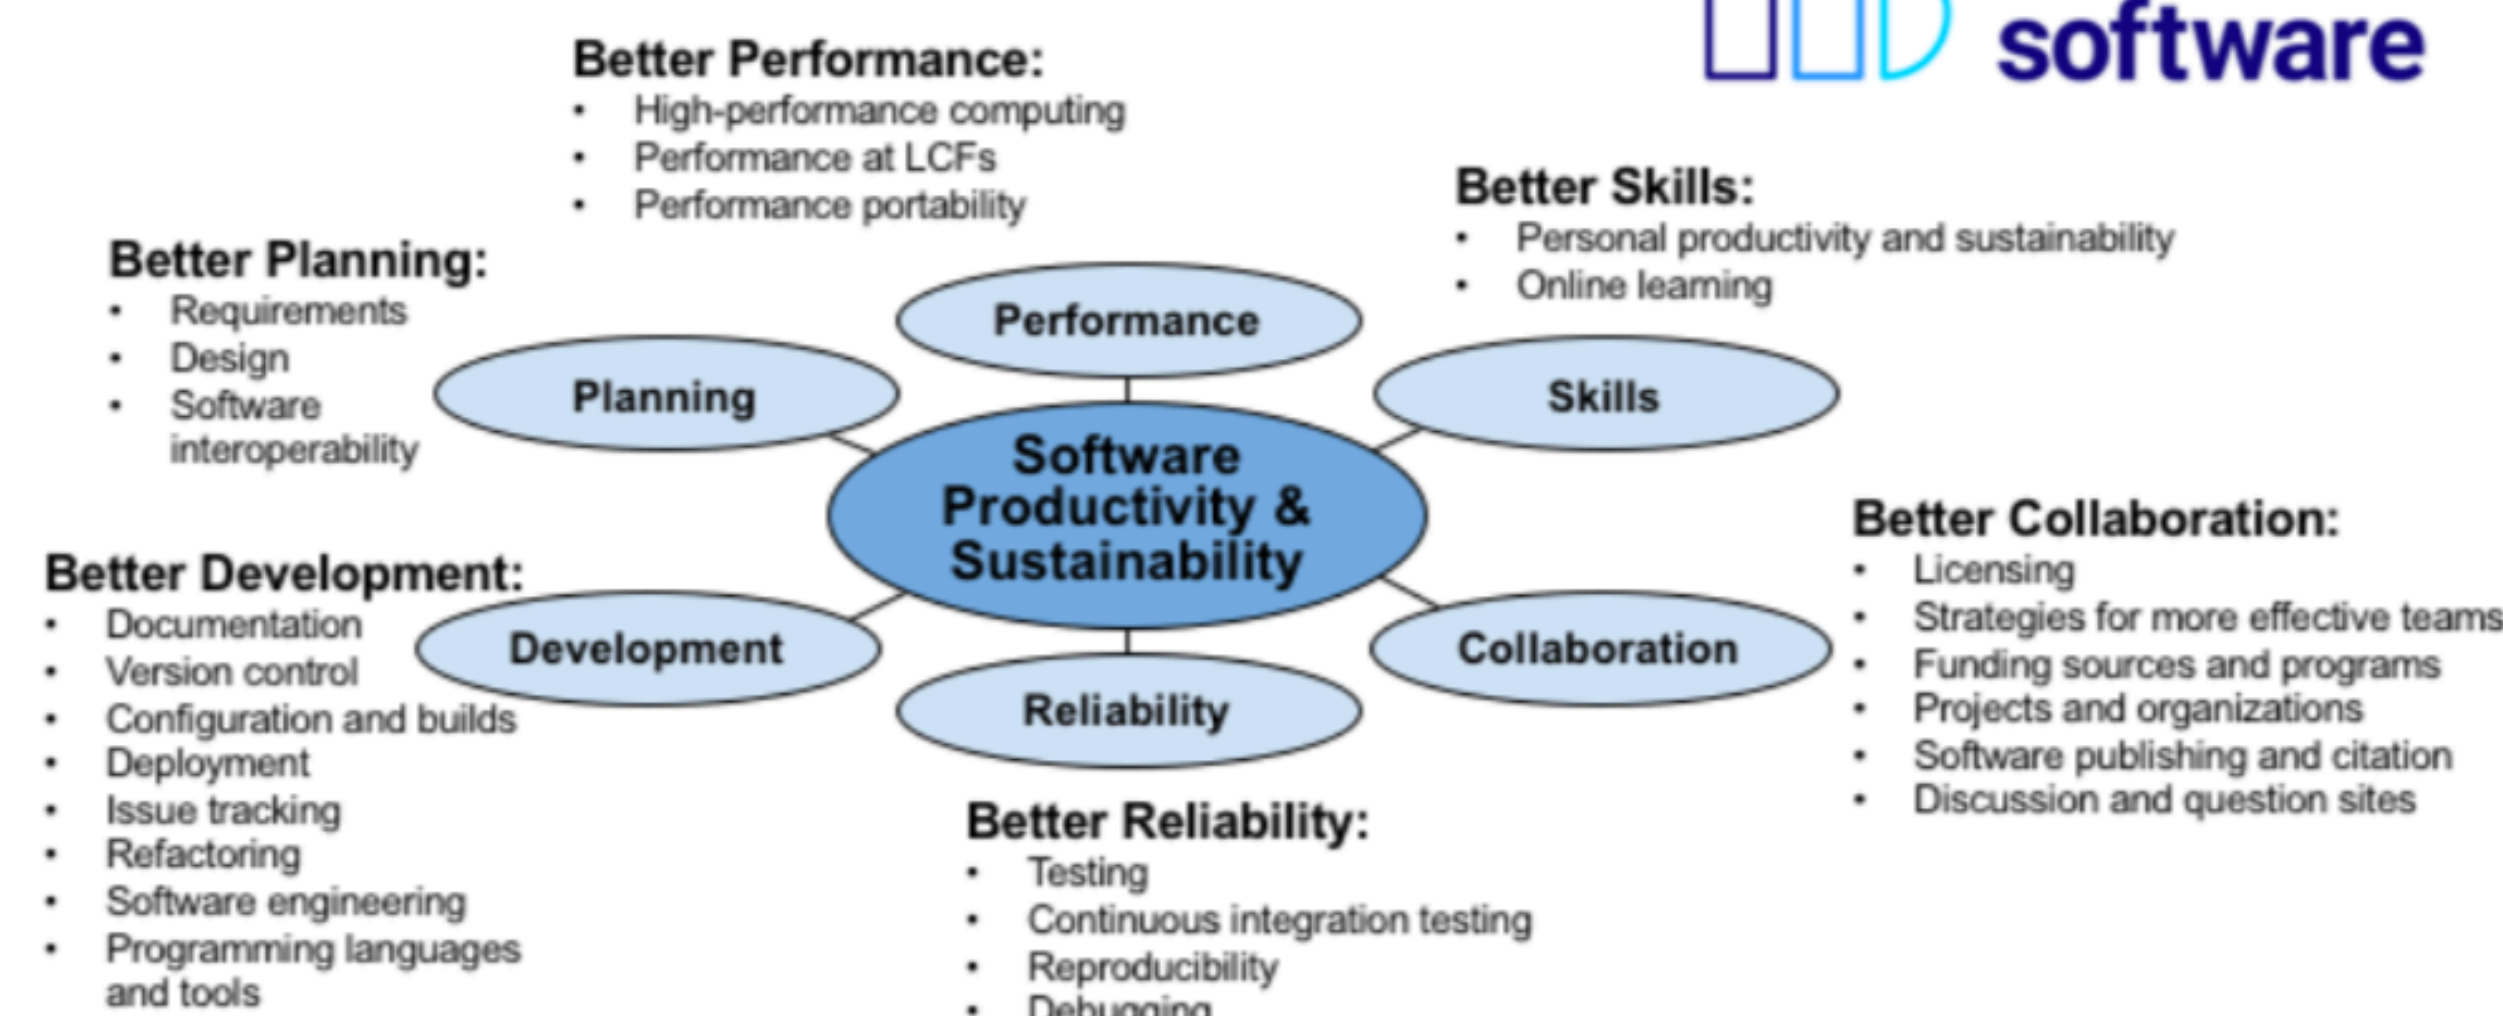 software
Better Performance:
• High-performance computing
• Performance at LCFs
• Performance portability
Better Skills:
• Personal productivity and sustainability
• Online learning
Better Planning:
• Requirements
• Design
• Software
interoperability
Performance
Planning
Skills
Software
Productivity &
Sustainability
Better Collaboration:
• Licensing
• Strategies for more effective teams
• Funding sources and programs
• Projects and organizations
• Software publishing and citation
• Discussion and question sites
Better Development:
• Documentation
• Version control
• Configuration and builds
• Deployment
• Issue tracking
• Refactoring
• Software engineering
• Programming languages
and tools
Development
Collaboration
Reliability
Better Reliability:
• Testing
• Continuous integration testing
• Reproducibility
• Debugging